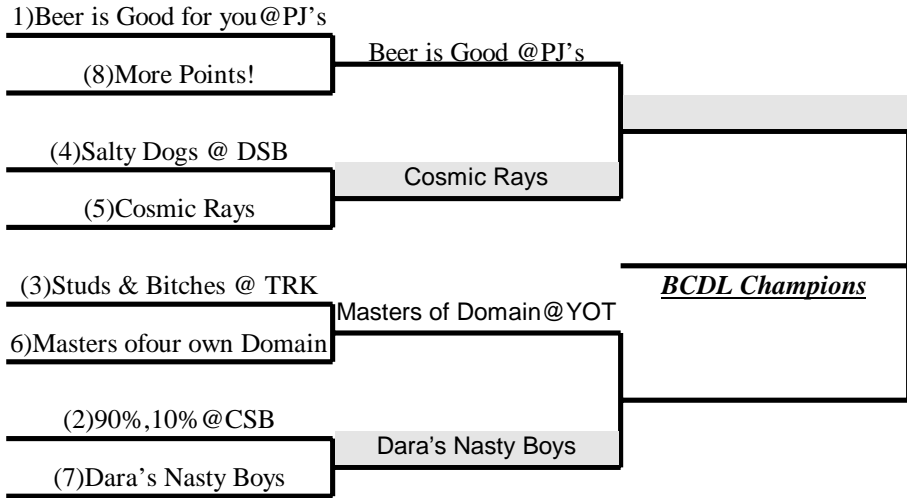 1)Beer is Good for you@PJ's
Beer is Good @PJ's
(8)More Points!
(4)Salty Dogs @ DSB
Cosmic Rays
(5)Cosmic Rays
(3)Studs & Bitches @ TRK
BCDL Champions
Masters of Domain@YOT
6)Masters ofour own Domain
(2)90%,10%@CSB
Dara's Nasty Boys
(7)Dara's Nasty Boys